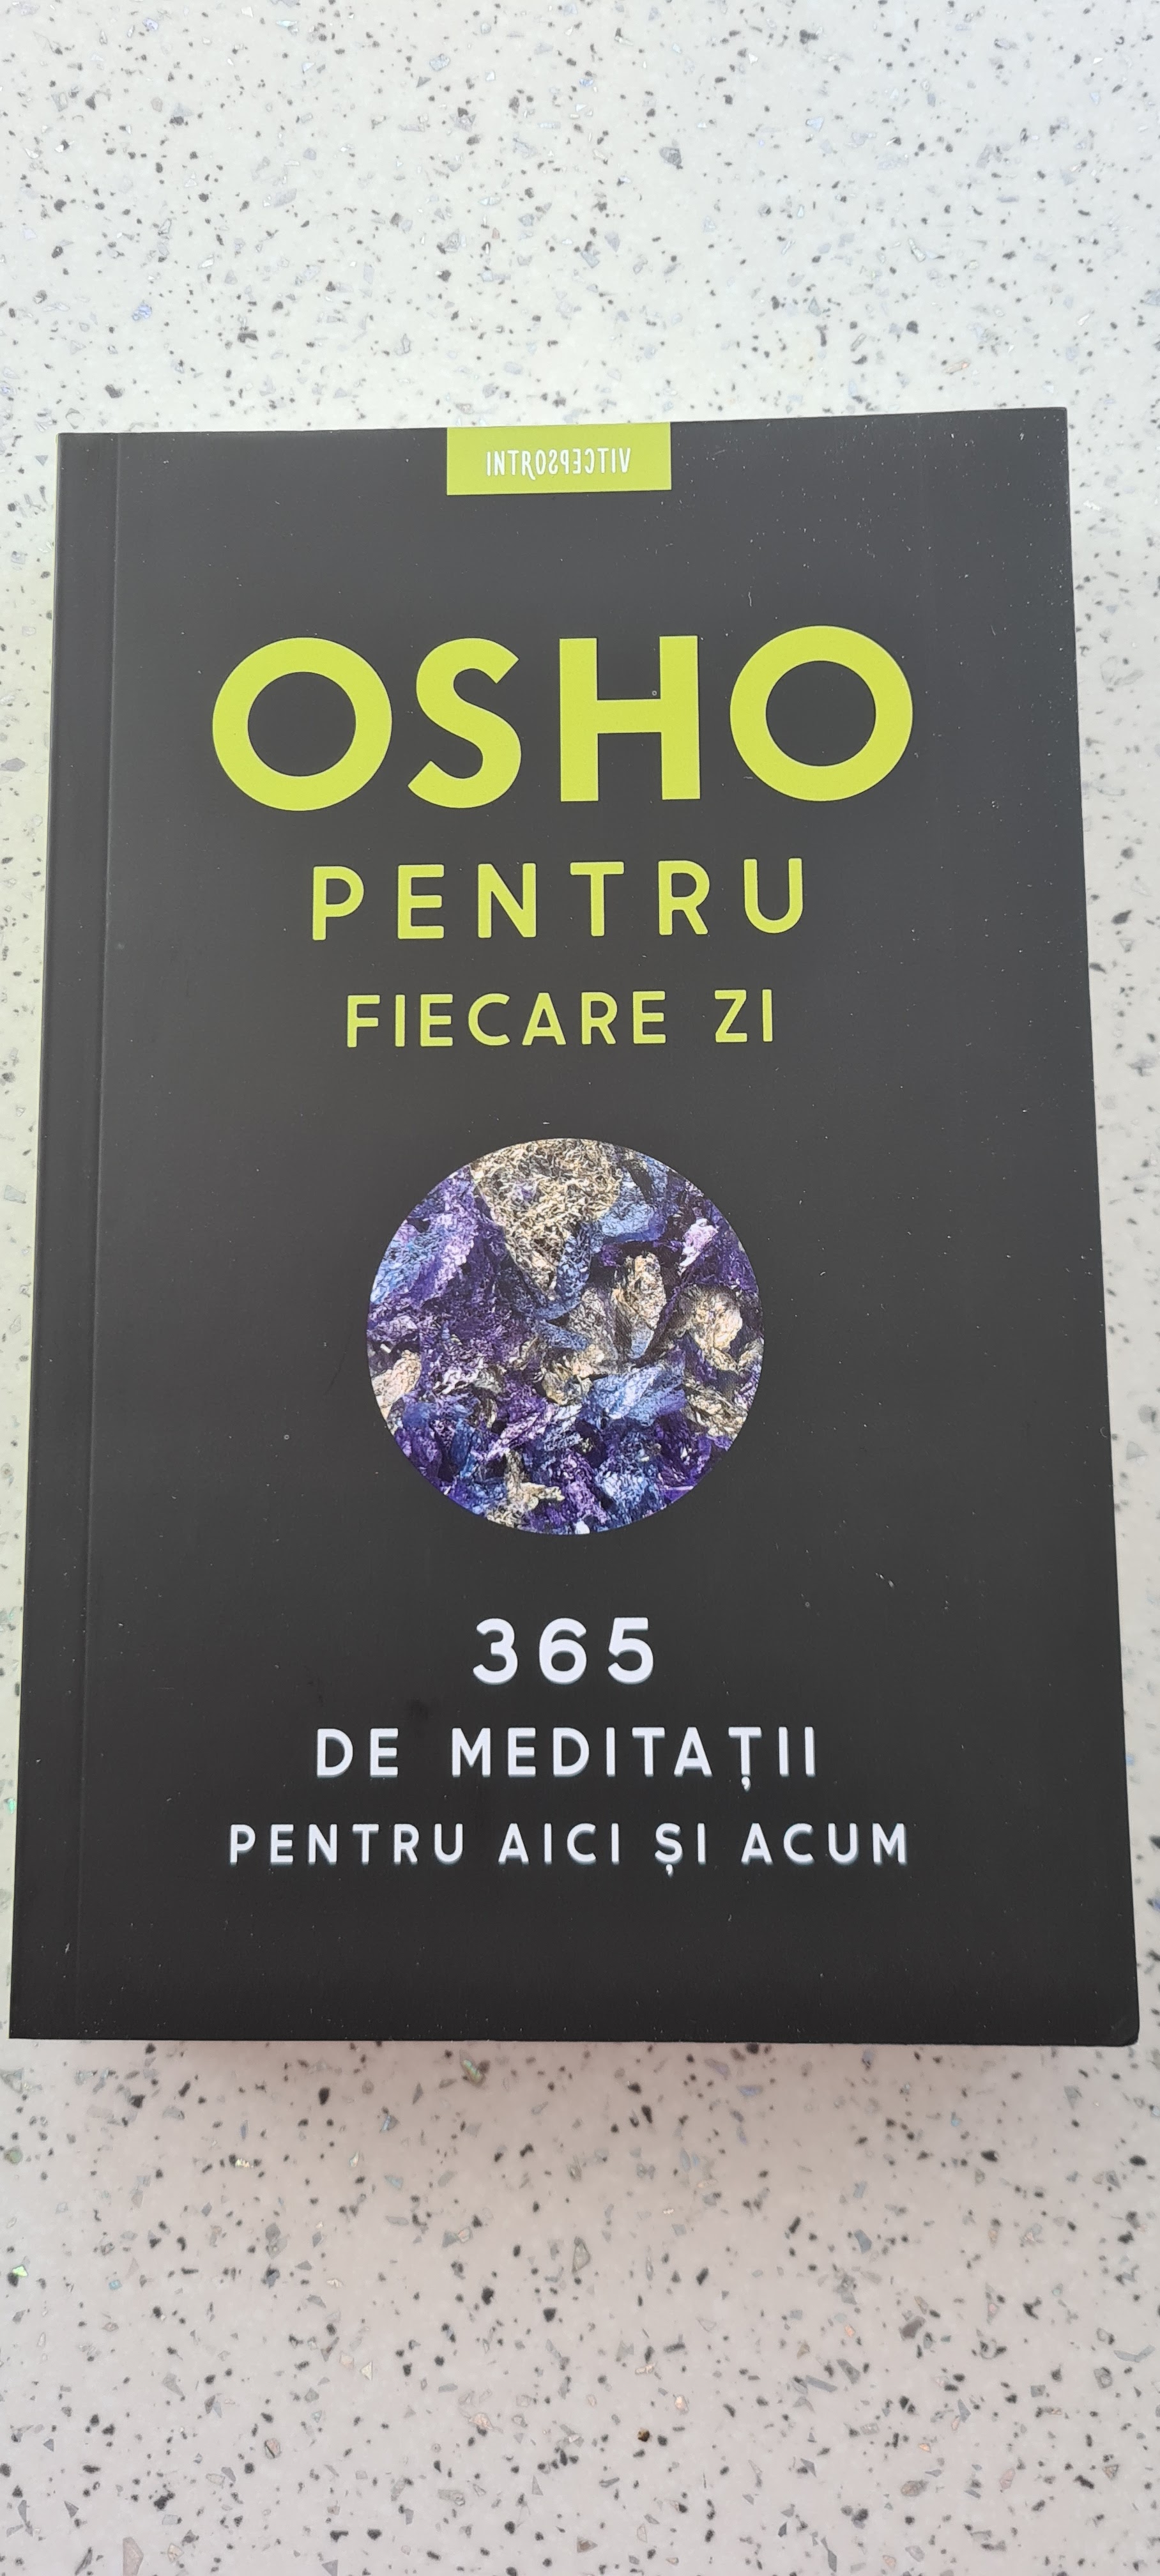 INTROSPECTIV
OSHO
PENTRU
FIECARE ZI
365
DE MEDITAȚII
PENTRU AICI ȘI ACUM